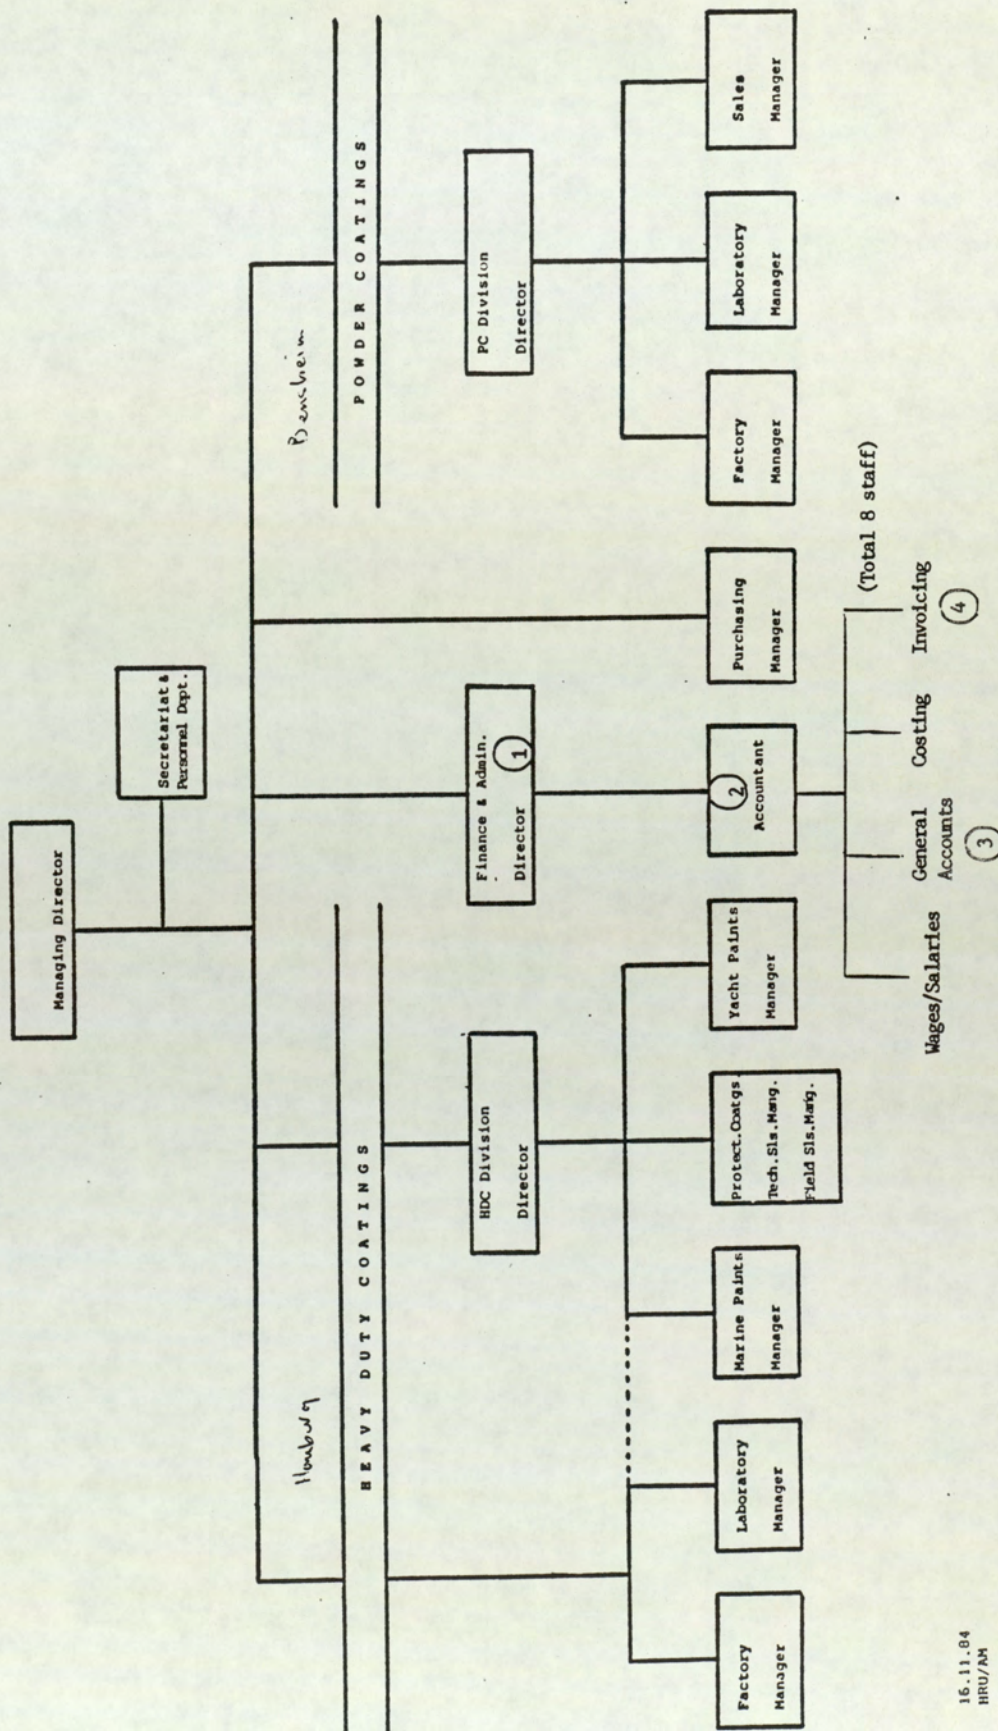 Managing Director
Secretariat &
Personnel Dept.
Hamburg
Bensheim
HEAVY DUTY COATINGS
POWDER COATINGS
HDC Division
Director
Finance & Admin.
Director
1
PC Division
Director
Factory
Manager
Laboratory
Manager
Marine Paints
Manager
Protect.Coatgs.
Tech.Sls.Mang.
Field Sls.Mang.
Yacht Paints
Manager
2
Accountant
Purchasing
Manager
Factory
Manager
Laboratory
Manager
Sales
Manager
(Total 8 staff)
Wages/Salaries
General
Accounts
3
Costing
Invoicing
4
16.11.84
HRU/AM